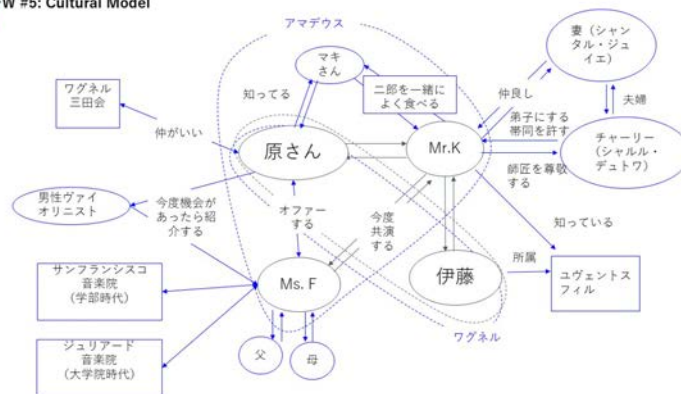 W #5: Cultural Model
アマデウス
妻(シャン
タル・ジュ
イエ)
マキ
さん
ワグネル
三田会
知ってる
二郎を一緒に
よく食べる
仲良し
夫婦
弟子にする
帯同を許す
仲がいい
原さん
Mr.K
チャーリー
(シャルル・
デュトワ)
師匠を尊敬
する
男性ヴァイ
オリニスト
今度機会が
あったら紹
介する
オファー
する
今度
共演
する
知っている
サンフランシスコ
音楽院
(学部時代)
Ms. F
伊藤
所属
ユヴェントス
フィル
ワグネル
ジュリアード
音楽院
(大学院時代)
父
母